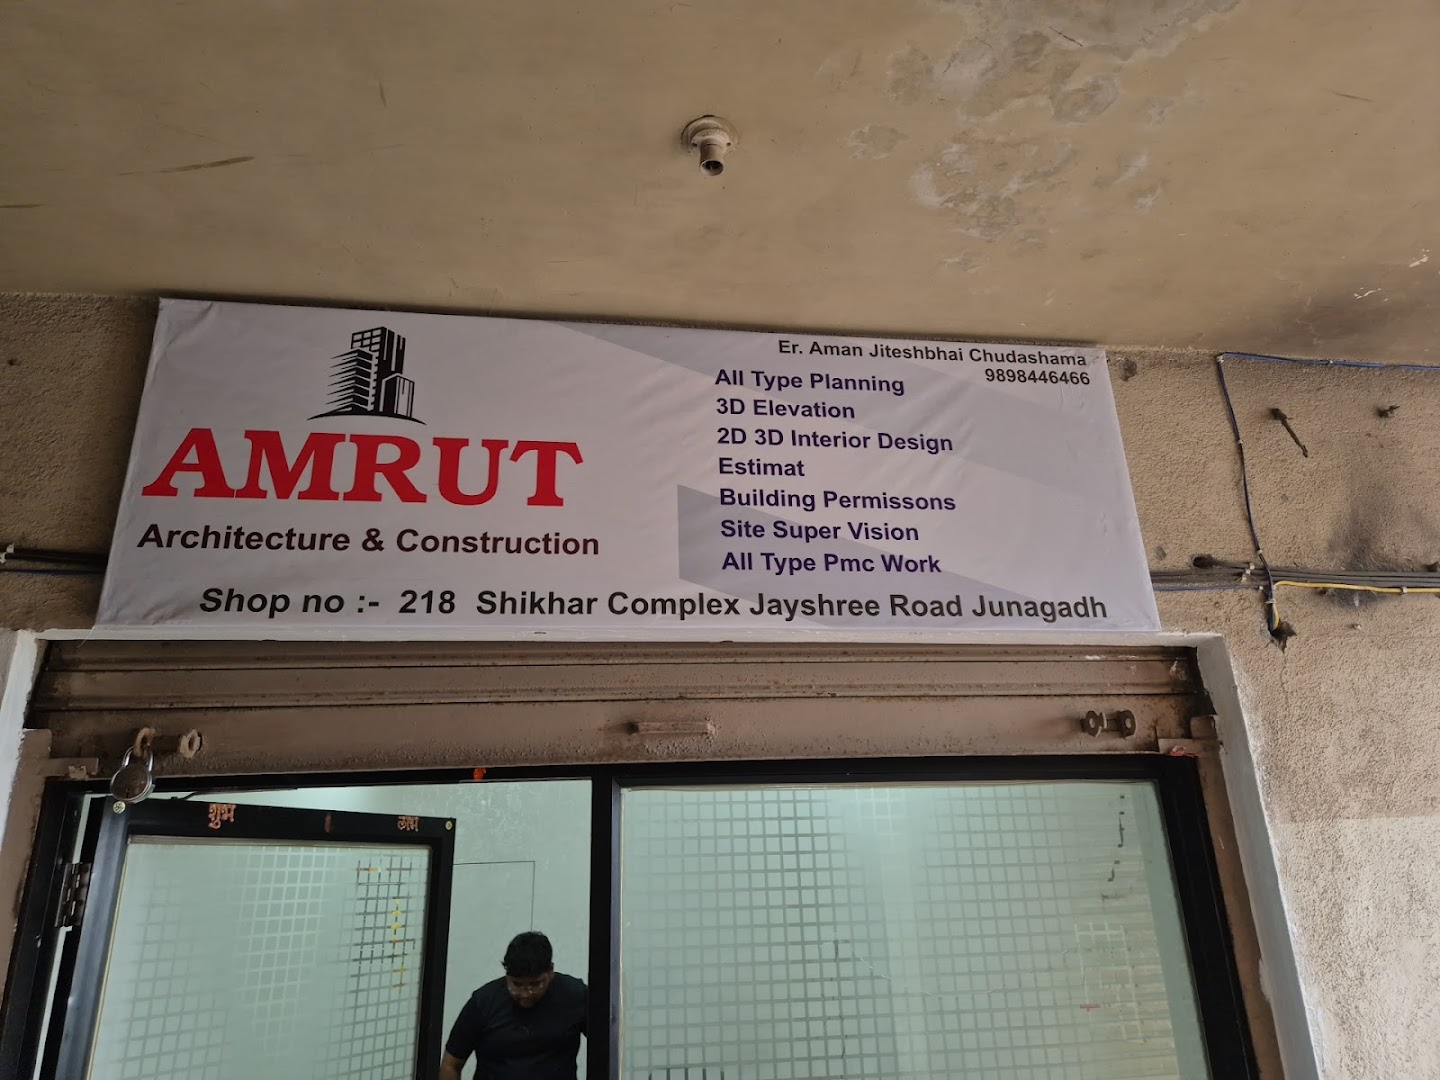 AMRUT
Architecture & Construction
Er. Aman Jiteshbhai Chudashama
9898446466
All Type Planning
3D Elevation
2D 3D Interior Design
Estimat
Building Permissons
Site Super Vision
All Type Pmc Work
Shop no :- 218 Shikhar Complex Jayshree Road Junagadh
शुभ
लाभ